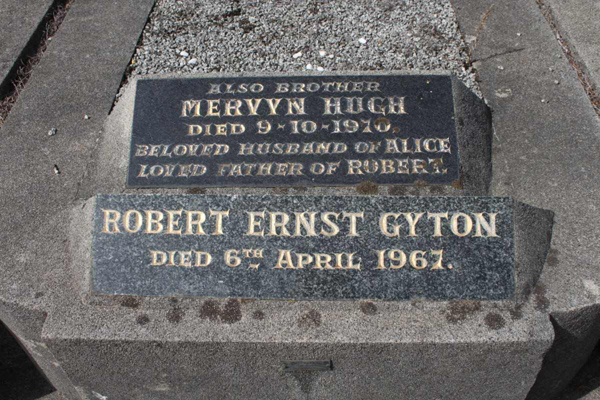 ALSO BROTHER
MERVYN HUGH
DIED 9-10-1970.
BELOVED HUSBAND OF ALICE
LOVED FATHER OF ROBERT.
ROBERT ERNST GYTON
DIED 6TH APRIL 1967.